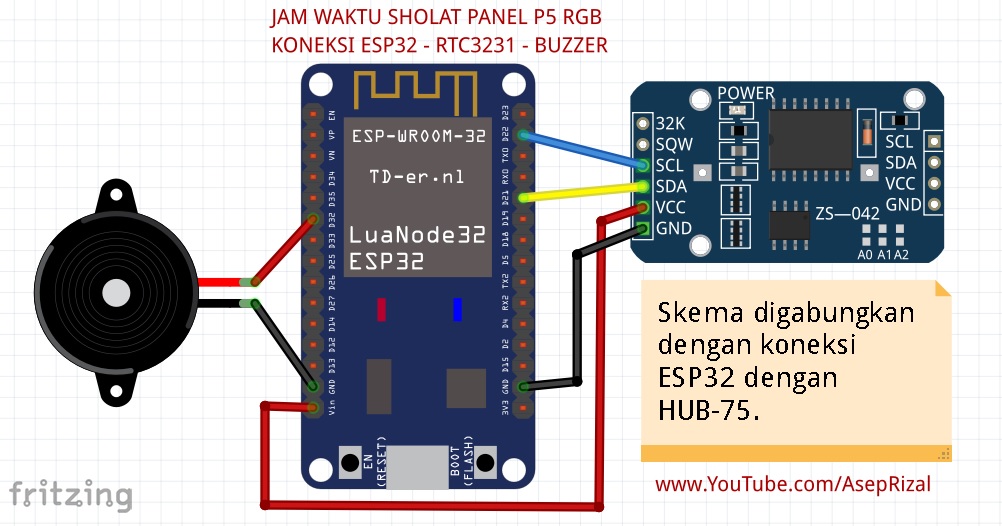 JAM WAKTU SHOLAT PANEL P5 RGB
KONEKSI ESP32 - RTC3231 - BUZZER
EN
VP
VN
D34
D35
D32
D33
D25
D26
D27
D14
D12
D13
GND
Vin
ESP-WROOM-32
TD-er.nl
LuaNode32
ESP32
D23
D22
TX0
RX0
D21
D19
D18
D5
TX2
RX2
D4
D2
D15
GND
3V3
EN
(RESET)
BOOT
(FLASH)
POWER
32K
SQW
SCL
SDA
VCC
GND
SCL
SDA
VCC
GND
ZS—042
A0 A1 A2
Skema digabungkan
dengan koneksi
ESP32 dengan
HUB-75.
www.YouTube.com/AsepRizal
fritzing